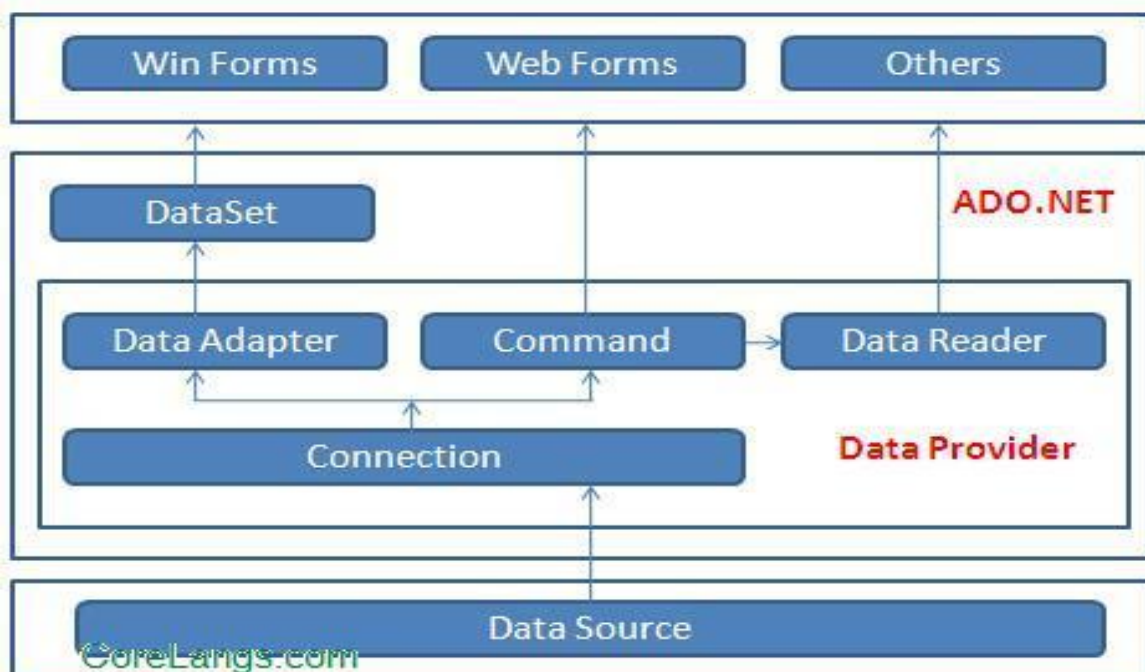 Win Forms
Web Forms
Others
DataSet
ADO.NET
Data Adapter
Command
Data Reader
Connection
Data Provider
Data Source
CoreLangs.com